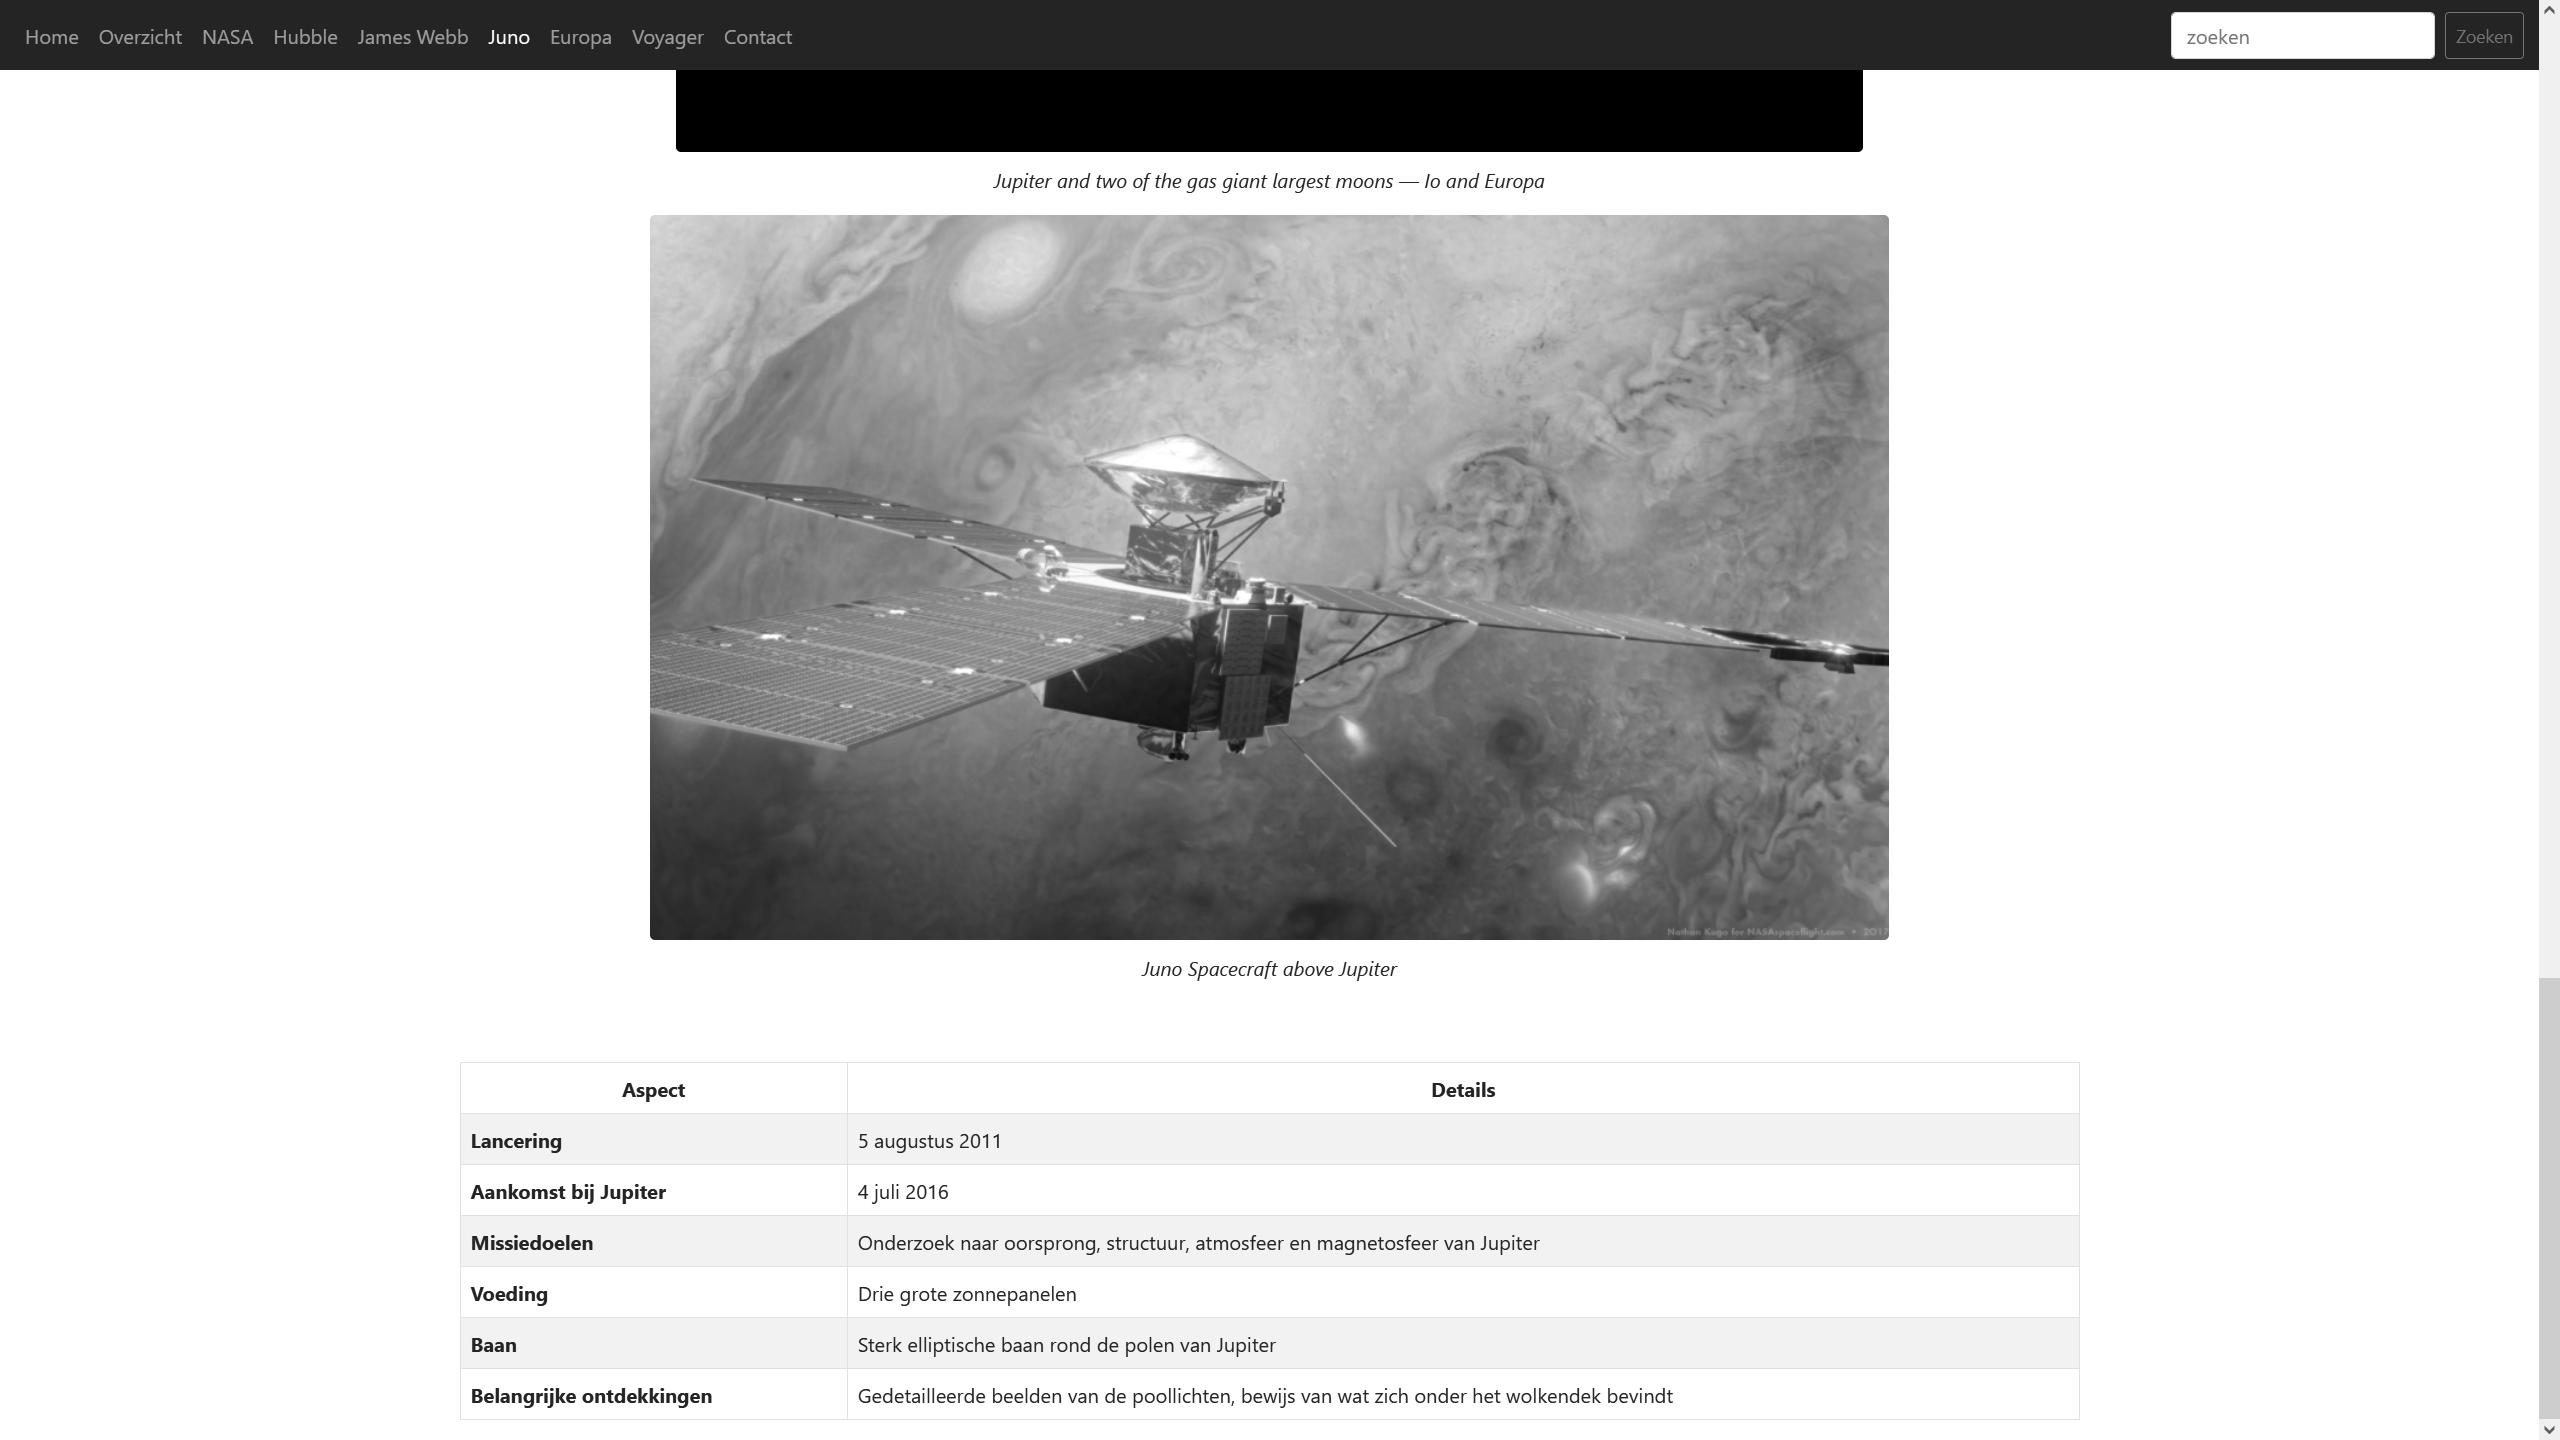 Home Overzicht NASA Hubble James Webb Juno Europa Voyager Contact zoeken Zoeken
Jupiter and two of the gas giant largest moons — Io and Europa
Nathan Koga for NASAspaceflight.com • 2017
Juno Spacecraft above Jupiter
Aspect Details
Lancering 5 augustus 2011
Aankomst bij Jupiter 4 juli 2016
Missiedoelen Onderzoek naar oorsprong, structuur, atmosfeer en magnetosfeer van Jupiter
Voeding Drie grote zonnepanelen
Baan Sterk elliptische baan rond de polen van Jupiter
Belangrijke ontdekkingen Gedetailleerde beelden van de poollichten, bewijs van wat zich onder het wolkendek bevindt